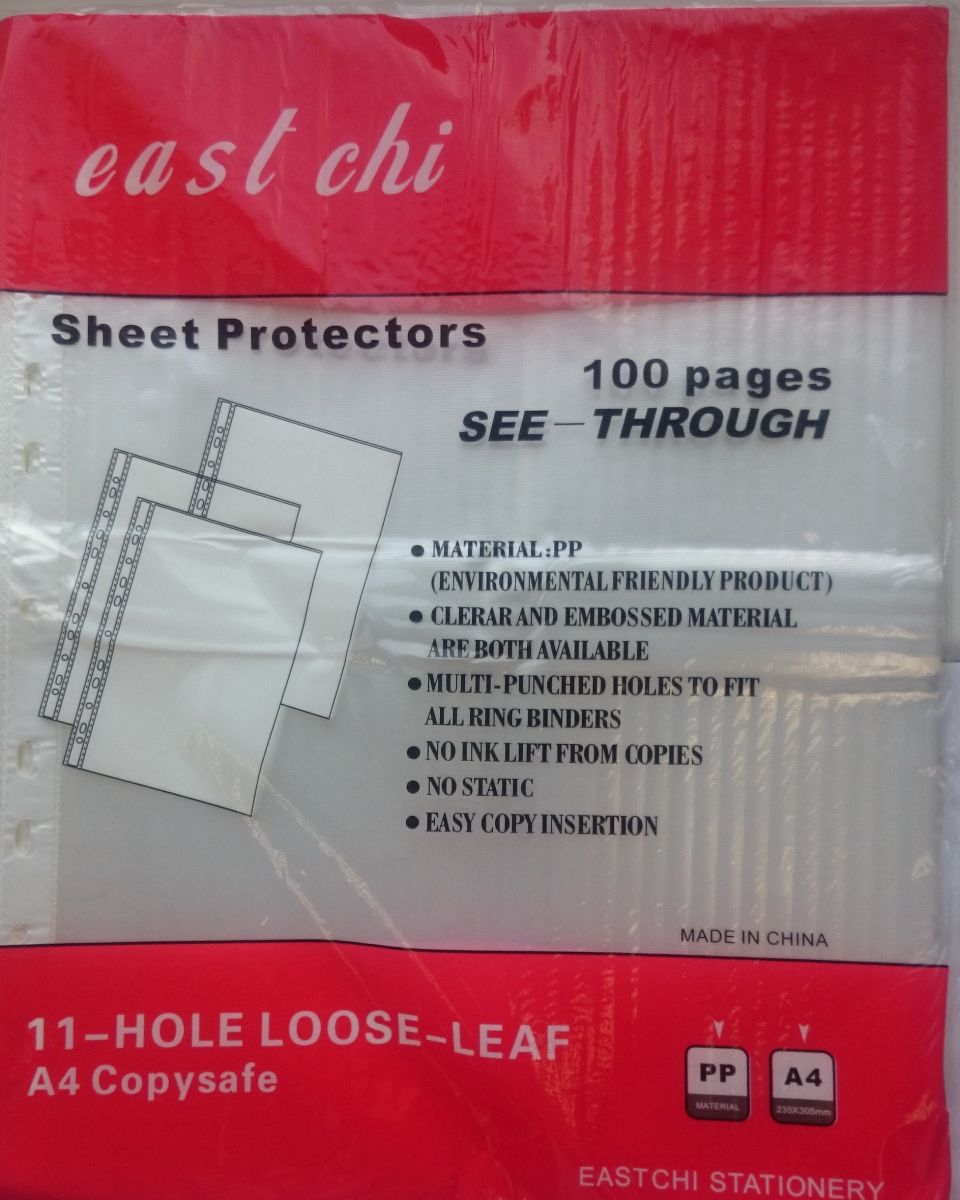 east chi
Sheet Protectors
100 pages
SEE-THROUGH
● MATERIAL:PP
(ENVIRONMENTAL FRIENDLY PRODUCT)
● CLERAR AND EMBOSSED MATERIAL
ARE BOTH AVAILABLE
● MULTI-PUNCHED HOLES TO FIT
ALL RING BINDERS
● NO INK LIFT FROM COPIES
● NO STATIC
● EASY COPY INSERTION
MADE IN CHINA
11-HOLE LOOSE-LEAF
A4 Copysafe
PP
MATERIAL
A4
235X305mm
EASTCHI STATIONERY